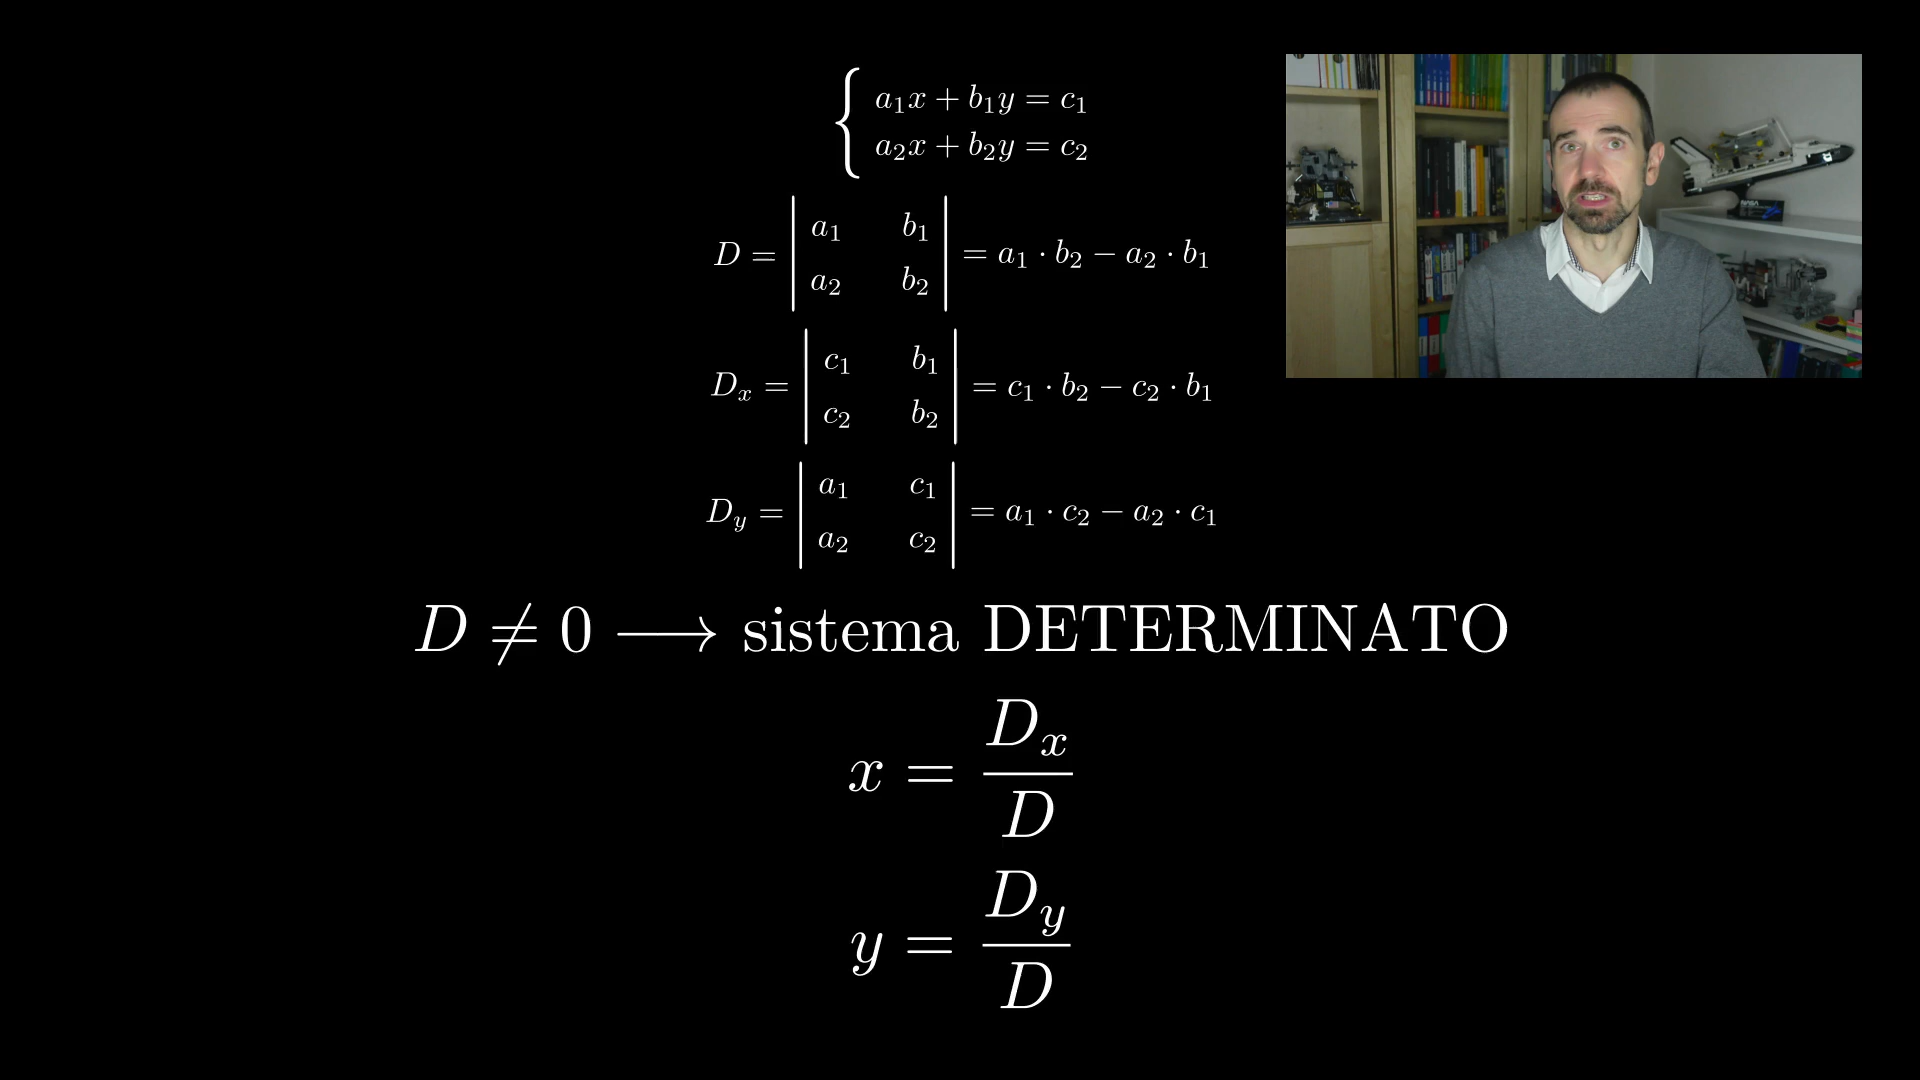 a₁x + b₁y = c₁
a₂x + b₂y = c₂
D = | a₁ b₁ | = a₁ · b₂ − a₂ · b₁
| a₂ b₂ |
Dₓ = | c₁ b₁ | = c₁ · b₂ − c₂ · b₁
| c₂ b₂ |
D_y = | a₁ c₁ | = a₁ · c₂ − a₂ · c₁
| a₂ c₂ |
D ≠ 0 ⟶ sistema DETERMINATO
x = Dₓ / D
y = D_y / D
NASA